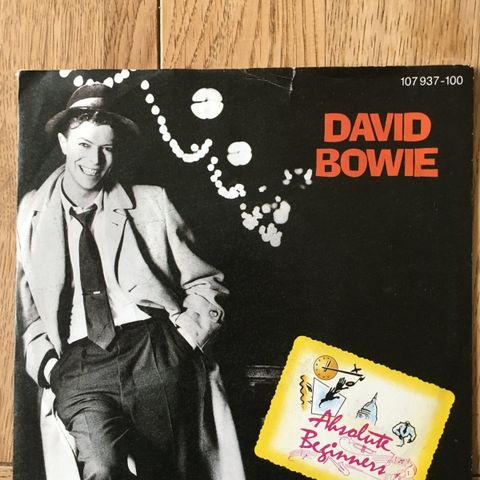 107 937-100
DAVID
BOWIE
Absolute
Beginners